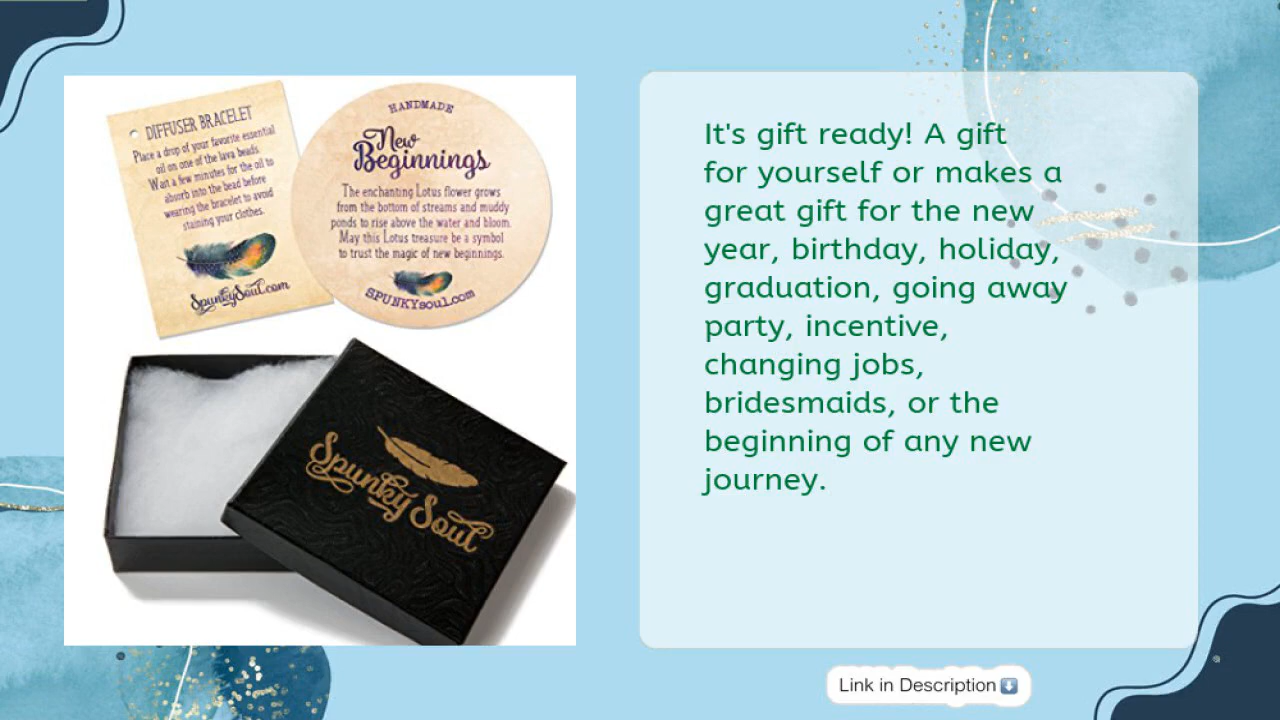 DIFFUSER BRACELET
Place a drop of your favorite essential
oil on one of the lava beads.
Wait a few minutes for the oil to
absorb into the bead before
wearing the bracelet to avoid
staining your clothes.
SpunkySoul.com
HANDMADE
New
Beginnings
The enchanting Lotus flower grows
from the bottom of streams and muddy
ponds to rise above the water and bloom.
May this Lotus treasure be a symbol
to trust the magic of new beginnings.
SPUNKYsoul.com
Spunky Soul
It's gift ready! A gift
for yourself or makes a
great gift for the new
year, birthday, holiday,
graduation, going away
party, incentive,
changing jobs,
bridesmaids, or the
beginning of any new
journey.
Link in Description⬇️